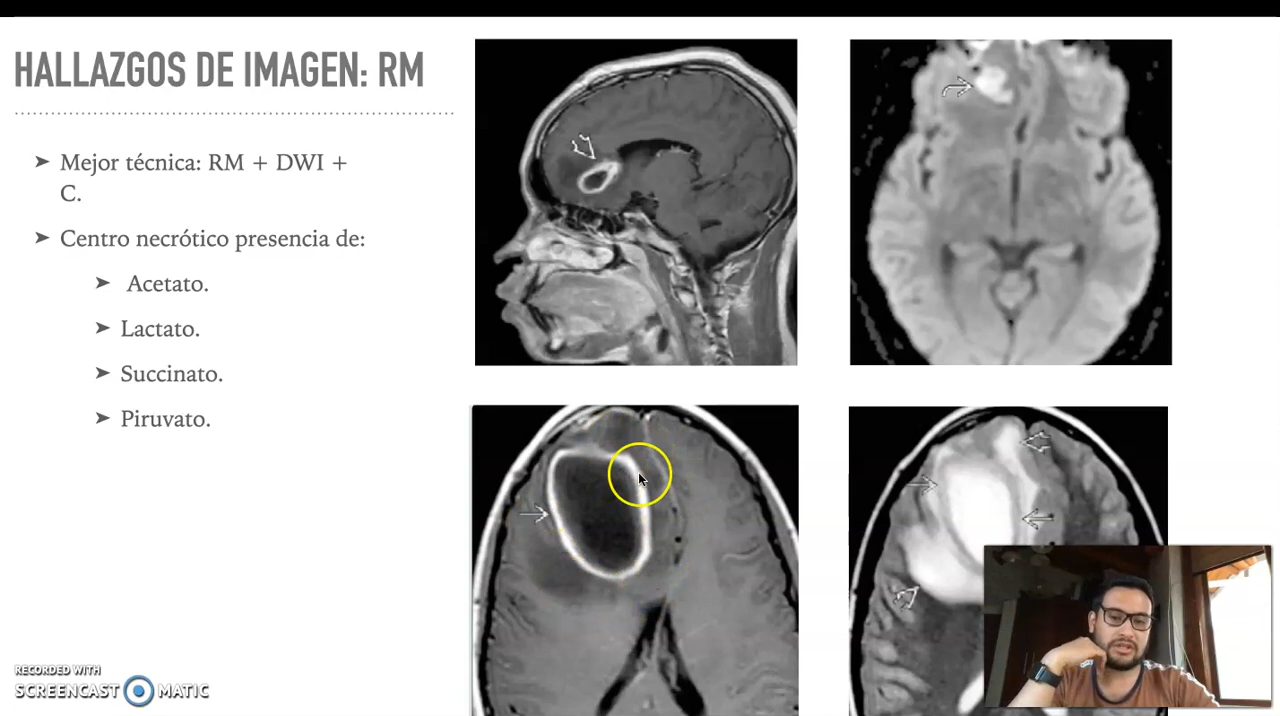 HALLAZGOS DE IMAGEN: RM
➤ Mejor técnica: RM + DWI +
C.
➤ Centro necrótico presencia de:
➤ Acetato.
➤ Lactato.
➤ Succinato.
➤ Piruvato.
RECORDED WITH
SCREENCAST MATIC